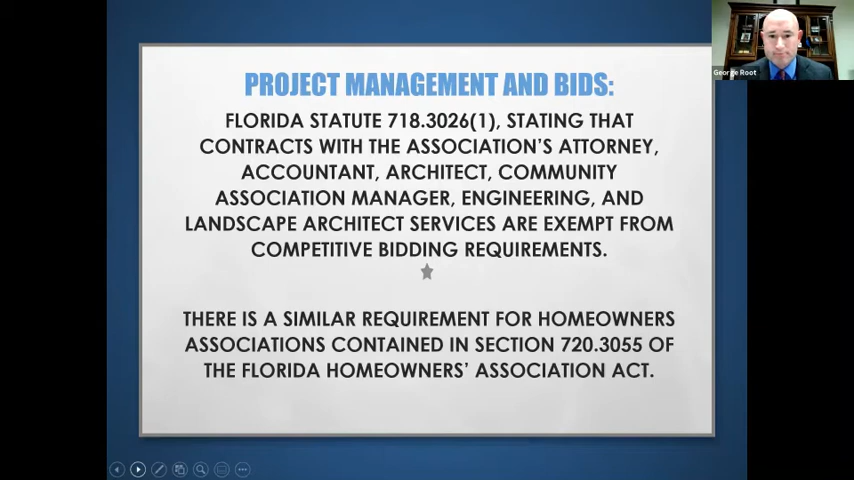 PROJECT MANAGEMENT AND BIDS:
FLORIDA STATUTE 718.3026(1), STATING THAT
CONTRACTS WITH THE ASSOCIATION'S ATTORNEY,
ACCOUNTANT, ARCHITECT, COMMUNITY
ASSOCIATION MANAGER, ENGINEERING, AND
LANDSCAPE ARCHITECT SERVICES ARE EXEMPT FROM
COMPETITIVE BIDDING REQUIREMENTS.
THERE IS A SIMILAR REQUIREMENT FOR HOMEOWNERS
ASSOCIATIONS CONTAINED IN SECTION 720.3055 OF
THE FLORIDA HOMEOWNERS' ASSOCIATION ACT.
George Root